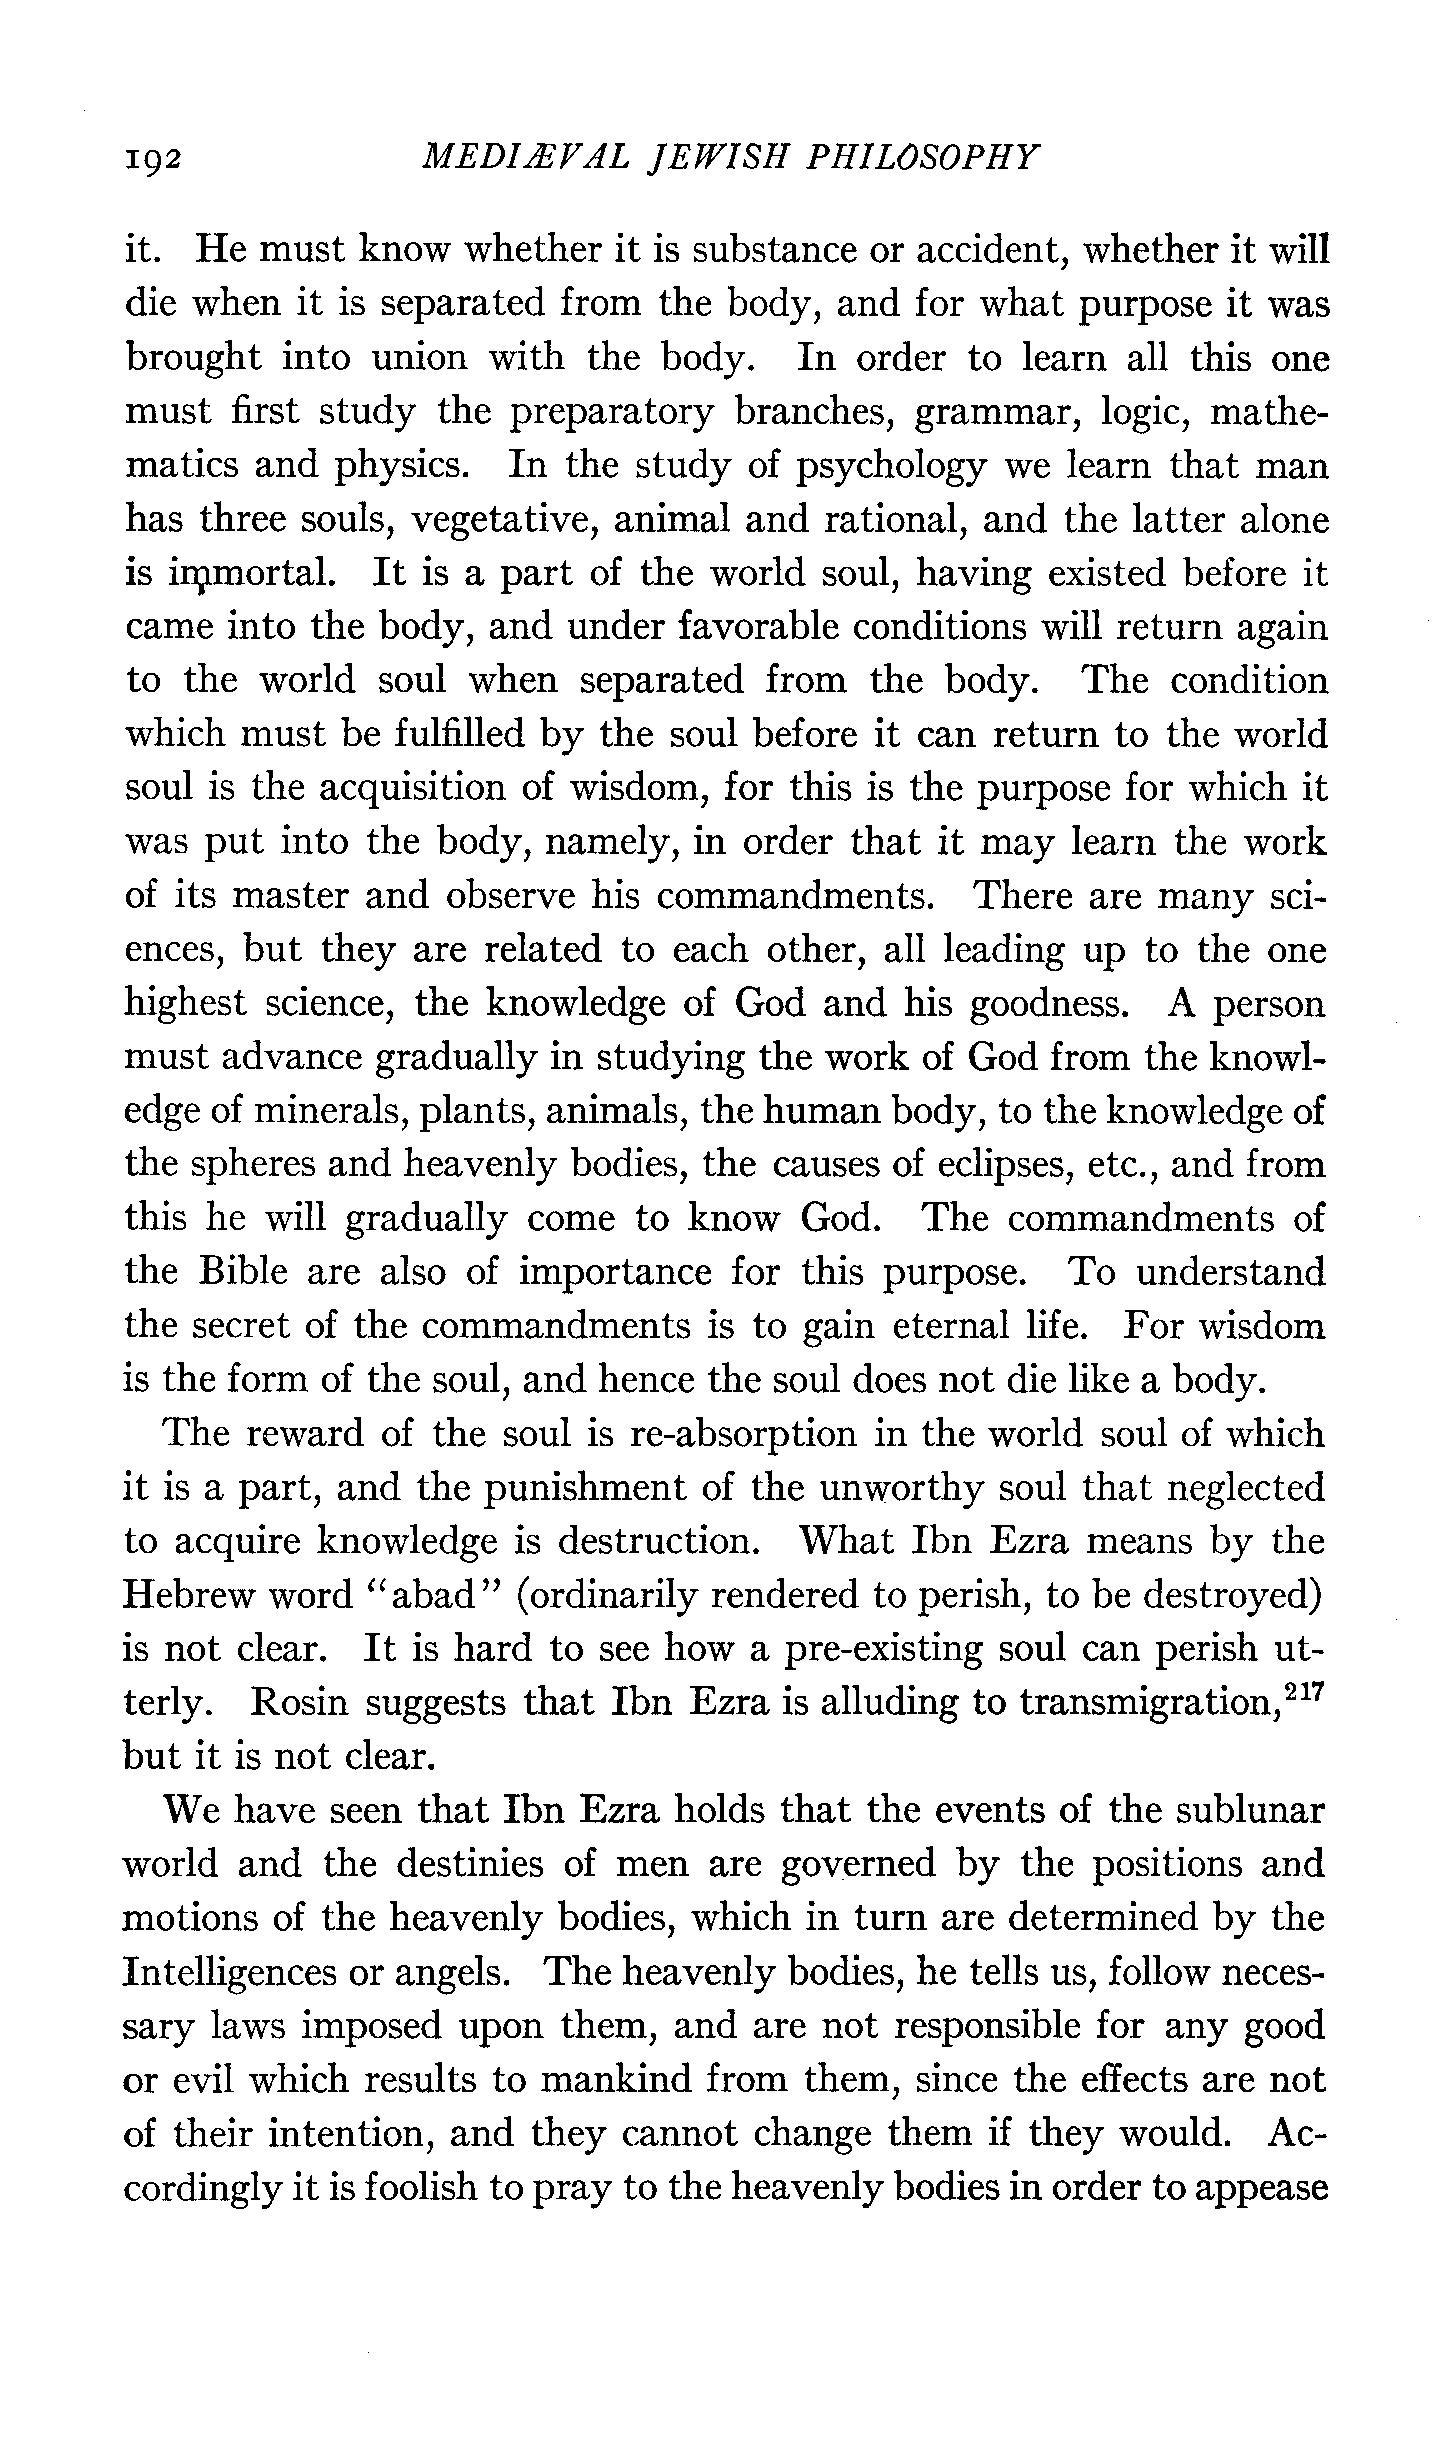 192 MEDIÆVAL JEWISH PHILOSOPHY
it. He must know whether it is substance or accident, whether it will
die when it is separated from the body, and for what purpose it was
brought into union with the body. In order to learn all this one
must first study the preparatory branches, grammar, logic, mathe-
matics and physics. In the study of psychology we learn that man
has three souls, vegetative, animal and rational, and the latter alone
is immortal. It is a part of the world soul, having existed before it
came into the body, and under favorable conditions will return again
to the world soul when separated from the body. The condition
which must be fulfilled by the soul before it can return to the world
soul is the acquisition of wisdom, for this is the purpose for which it
was put into the body, namely, in order that it may learn the work
of its master and observe his commandments. There are many sci-
ences, but they are related to each other, all leading up to the one
highest science, the knowledge of God and his goodness. A person
must advance gradually in studying the work of God from the knowl-
edge of minerals, plants, animals, the human body, to the knowledge of
the spheres and heavenly bodies, the causes of eclipses, etc., and from
this he will gradually come to know God. The commandments of
the Bible are also of importance for this purpose. To understand
the secret of the commandments is to gain eternal life. For wisdom
is the form of the soul, and hence the soul does not die like a body.
The reward of the soul is re-absorption in the world soul of which
it is a part, and the punishment of the unworthy soul that neglected
to acquire knowledge is destruction. What Ibn Ezra means by the
Hebrew word “abad” (ordinarily rendered to perish, to be destroyed)
is not clear. It is hard to see how a pre-existing soul can perish ut-
terly. Rosin suggests that Ibn Ezra is alluding to transmigration,²¹⁷
but it is not clear.
We have seen that Ibn Ezra holds that the events of the sublunar
world and the destinies of men are governed by the positions and
motions of the heavenly bodies, which in turn are determined by the
Intelligences or angels. The heavenly bodies, he tells us, follow neces-
sary laws imposed upon them, and are not responsible for any good
or evil which results to mankind from them, since the effects are not
of their intention, and they cannot change them if they would. Ac-
cordingly it is foolish to pray to the heavenly bodies in order to appease